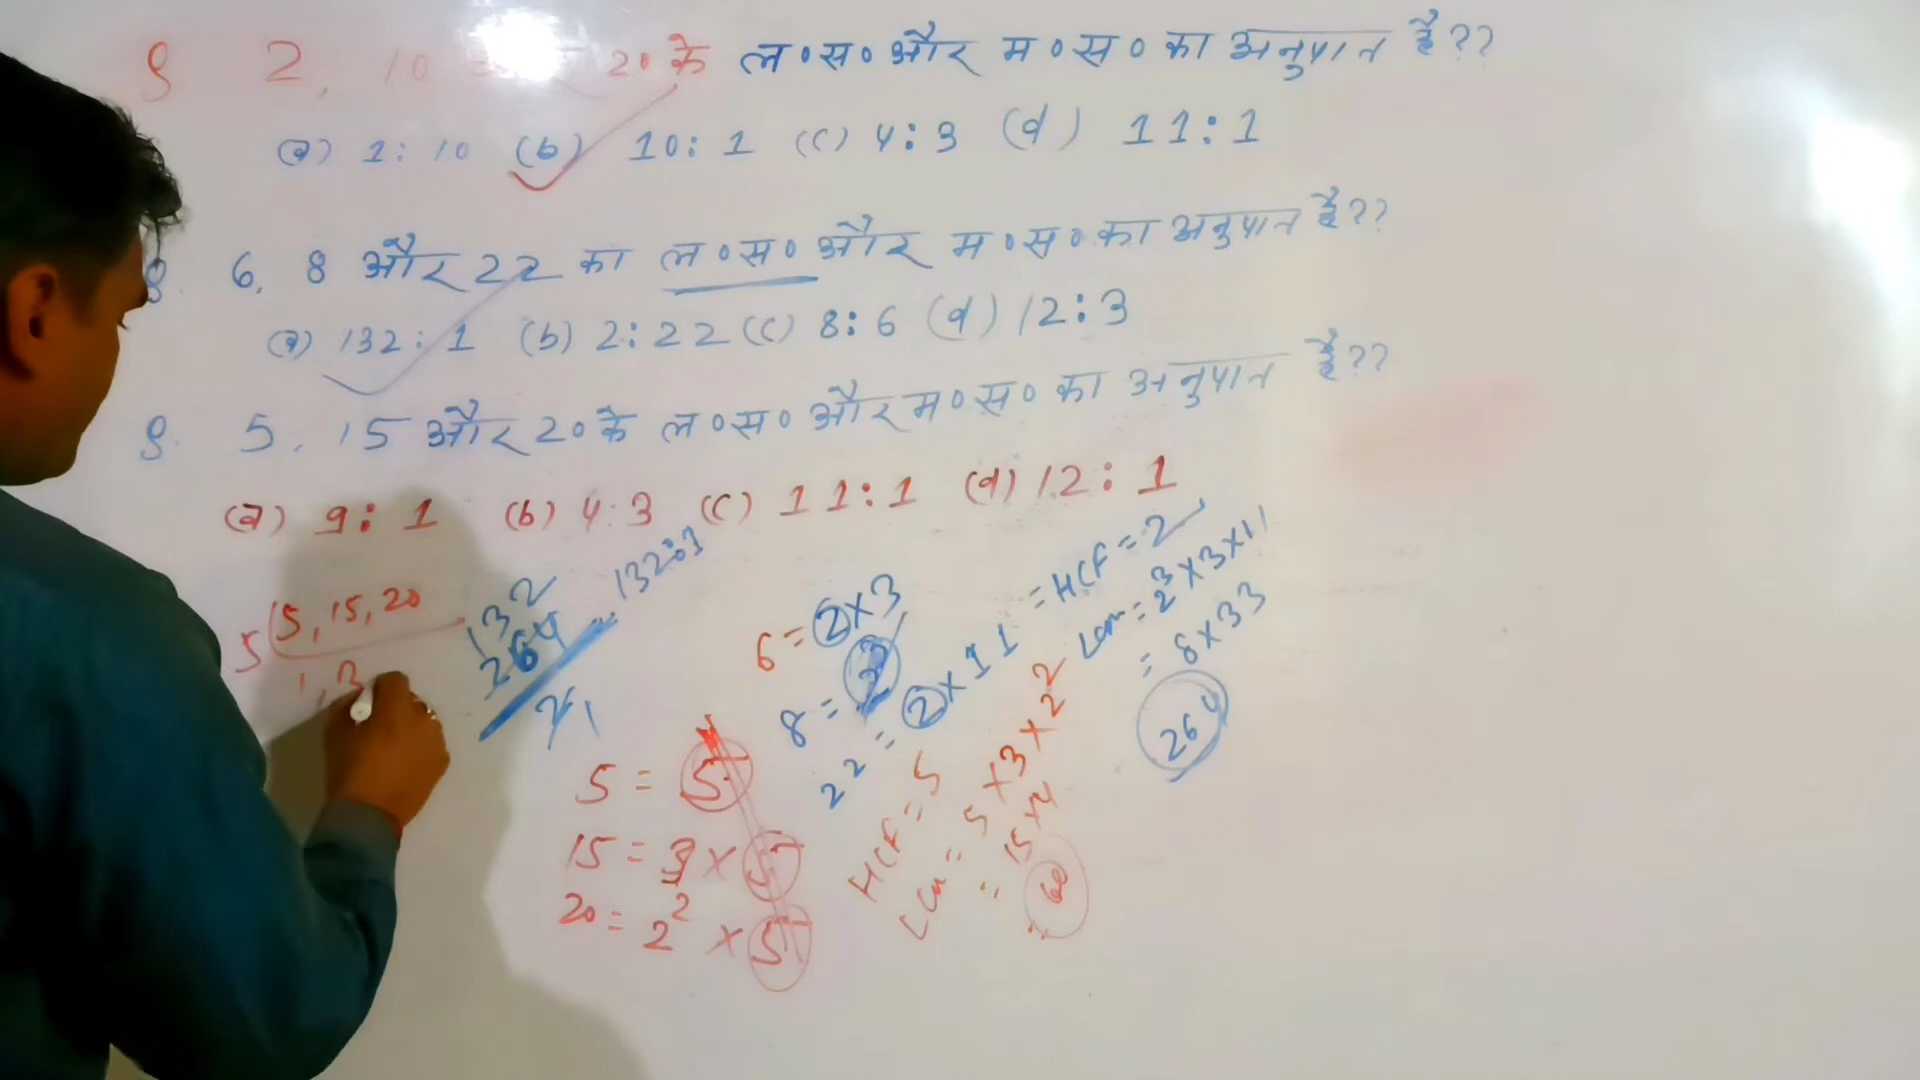 Q. 2, 10 20 के ल०स० और म०स० का अनुपात है??
(a) 1:10 (b) 10:1 (c) 4:3 (d) 11:1
Q. 6, 8 और 22 का ल०स० और म०स० का अनुपात है??
(a) 132:1 (b) 2:22 (c) 8:6 (d) 12:3
Q. 5, 15 और 20 के ल०स० और म०स० का अनुपात है??
(a) 9:1 (b) 4:3 (c) 11:1 (d) 12:1
5 5, 15, 20
1, 3
132
264
2 1
132:1
6 = 2×3
8 = 2³
22 = 2×11
= HCF = 2
Lcm = 2³×3×11
= 8×33
264
5 = 5
15 = 3×5
20 = 2²×5
HCF = 5
LCM = 5×3×2²
= 15×4
= 60